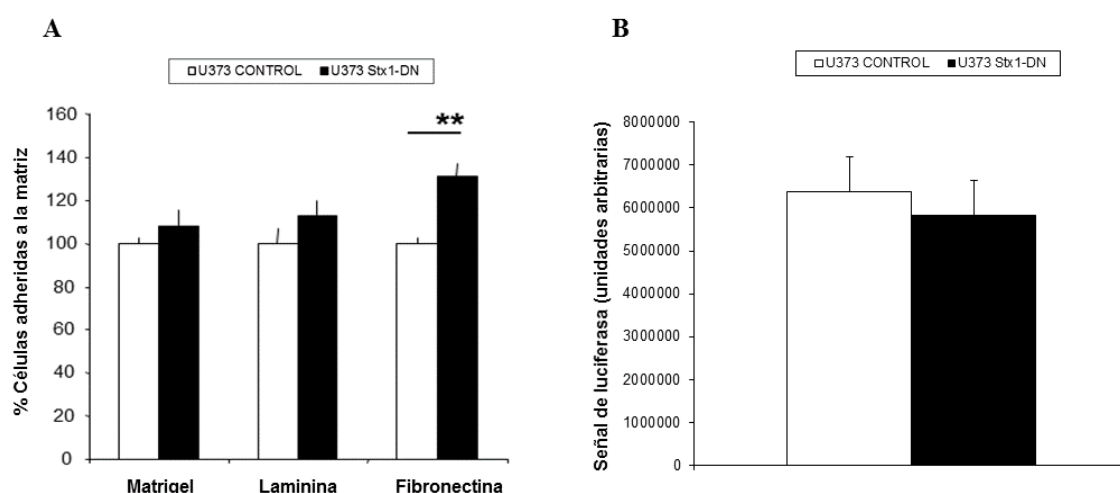 A
U373 CONTROL U373 Stx1-DN
% Células adheridas a la matriz
160
140
120
100
80
60
40
20
0
**
Matrigel Laminina Fibronectina
B
U373 CONTROL U373 Stx1-DN
Señal de luciferasa (unidades arbitrarias)
8000000
7000000
6000000
5000000
4000000
3000000
2000000
1000000
0